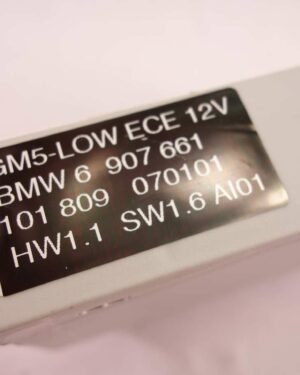 GM5-LOW ECE 12V
BMW 6 907 661
101 809 070101
HW1.1 SW1.6 AI01